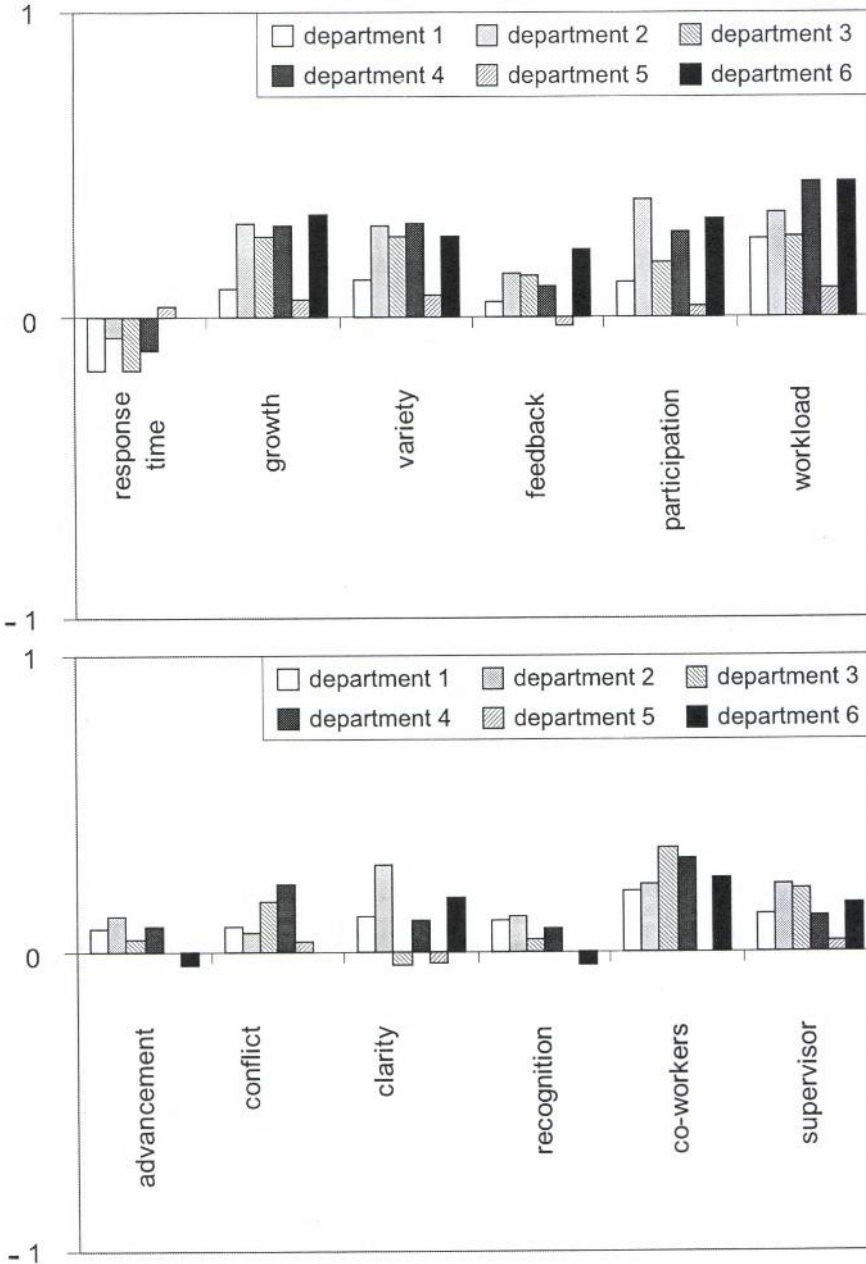 1
department 1 department 2 department 3
department 4 department 5 department 6
0
response
time
growth
variety
feedback
participation
workload
- 1
1
department 1 department 2 department 3
department 4 department 5 department 6
0
advancement
conflict
clarity
recognition
co-workers
supervisor
- 1